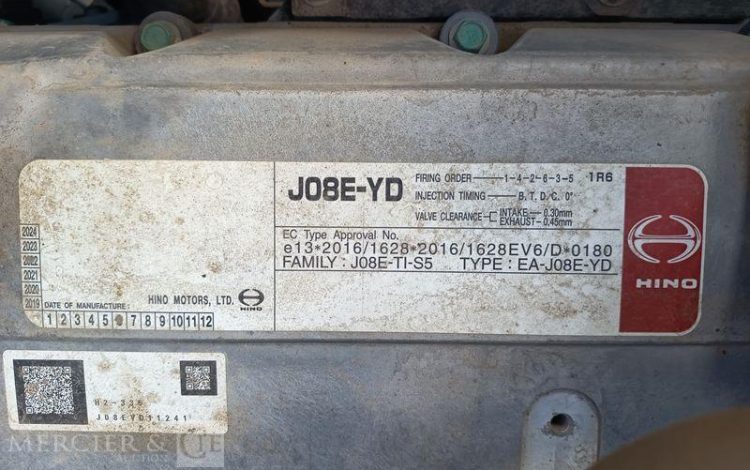 J08E-YD
FIRING ORDER 1-4-2-6-3-5 1R6
INJECTION TIMING B.T.D.C. 0°
VALVE CLEARANCE INTAKE 0.30mm
EXHAUST 0.45mm
EC Type Approval No.
e13*2016/1628*2016/1628EV6/D*0180
FAMILY : J08E-TI-S5 TYPE : EA-J08E-YD
HINO
2024
2023
2022
2021
2020
2019
DATE OF MANUFACTURE :
HINO MOTORS, LTD.
HINO
1 2 3 4 5 7 8 9 10 11 12
J08EYD11241
MERCIER & CIE
AUCTION